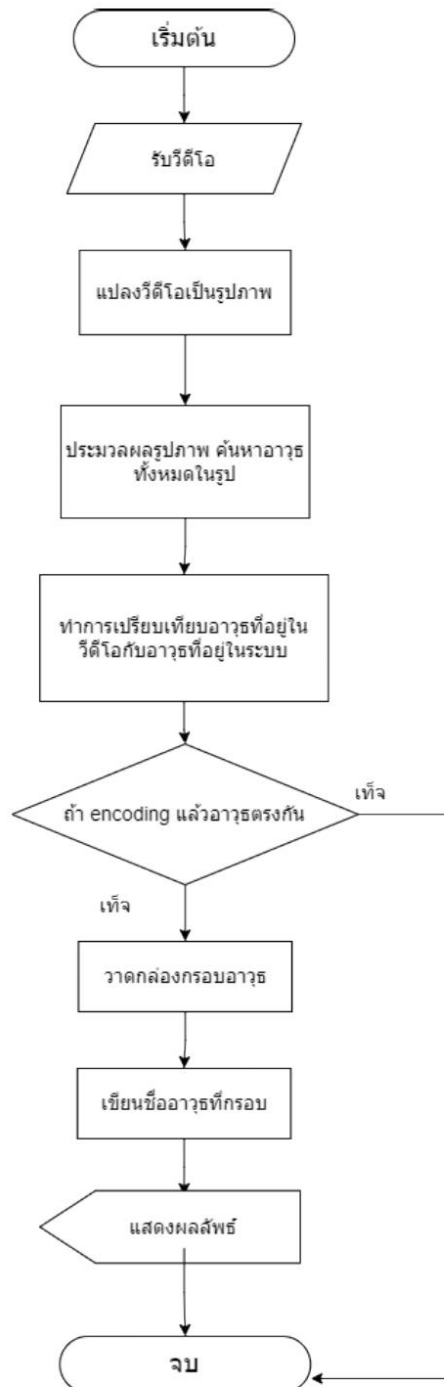 เริ่มต้น
รับวีดีโอ
แปลงวีดีโอเป็นรูปภาพ
ประมวลผลรูปภาพ ค้นหาอาวุธ
ทั้งหมดในรูป
ทำการเปรียบเทียบอาวุธที่อยู่ใน
วีดีโอกับอาวุธที่อยู่ในระบบ
ถ้า encoding แล้วอาวุธตรงกัน
เท็จ
เท็จ
วาดกล่องกรอบอาวุธ
เขียนชื่ออาวุธที่กรอบ
แสดงผลลัพธ์
จบ